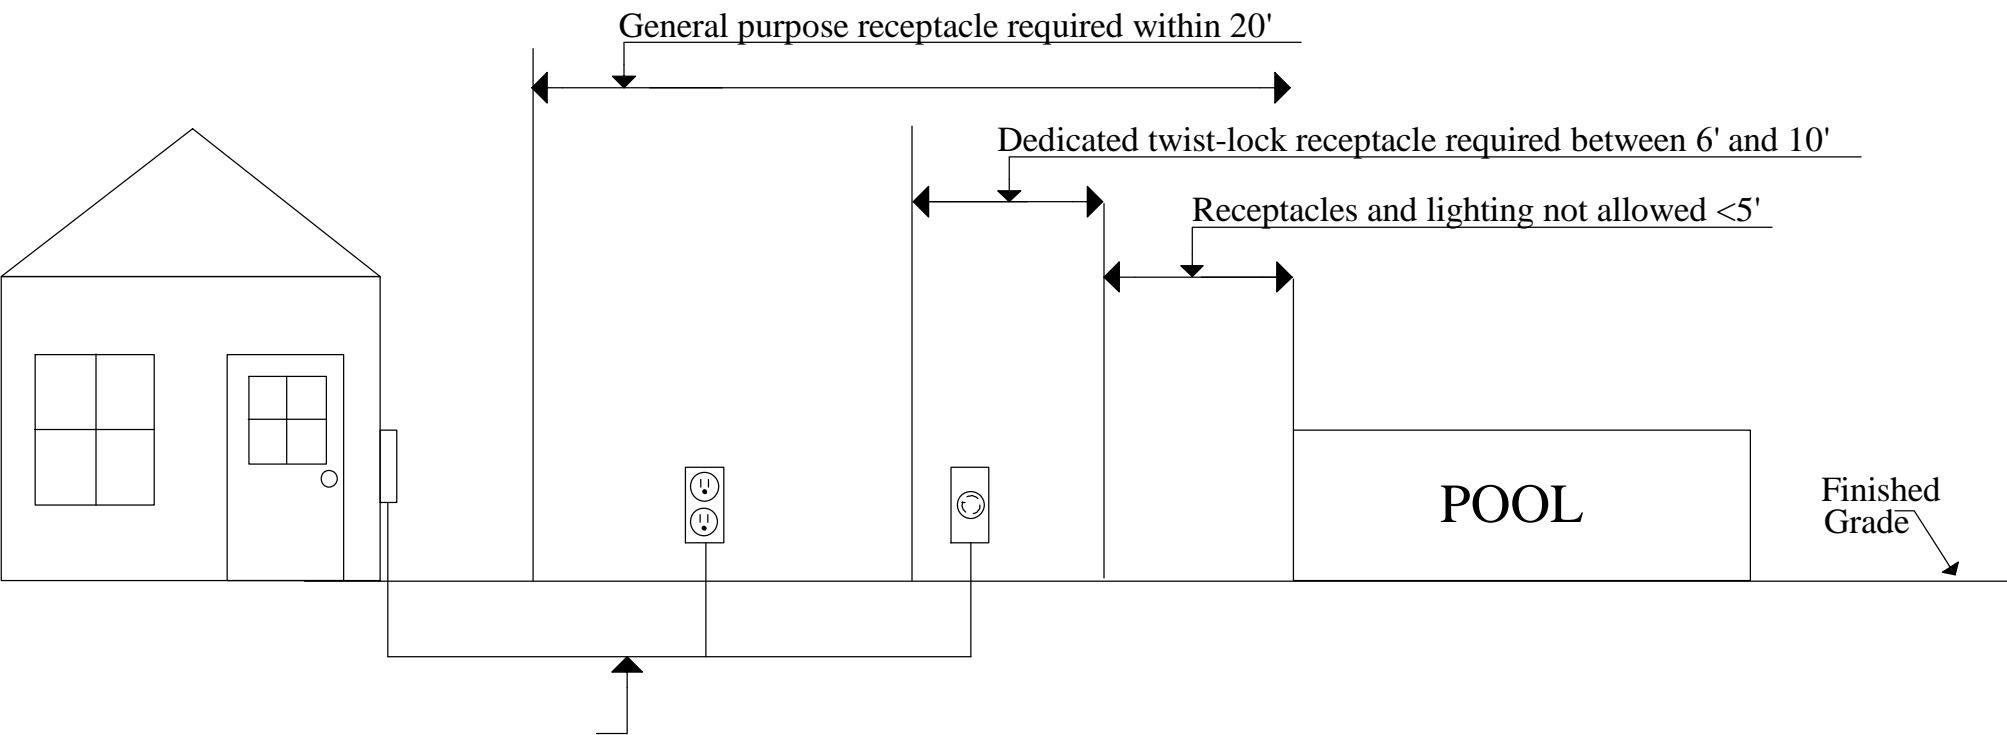 General purpose receptacle required within 20'
Dedicated twist-lock receptacle required between 6' and 10'
Receptacles and lighting not allowed <5'
POOL
Finished
Grade